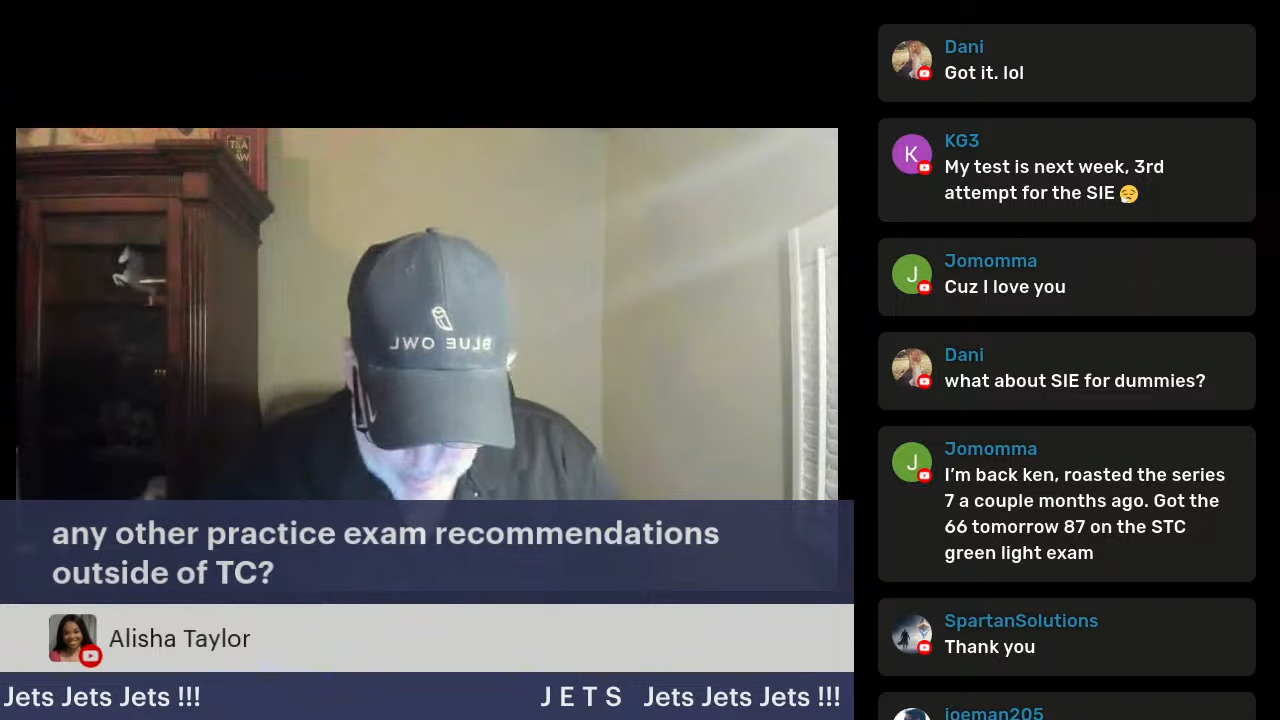 BLUE OWL
any other practice exam recommendations
outside of TC?
Alisha Taylor
Jets Jets Jets !!!
J E T S Jets Jets Jets !!!
Dani
Got it. lol
K
KG3
My test is next week, 3rd
attempt for the SIE 😮‍💨
J
Jomomma
Cuz I love you
Dani
what about SIE for dummies?
J
Jomomma
I'm back ken, roasted the series
7 a couple months ago. Got the
66 tomorrow 87 on the STC
green light exam
SpartanSolutions
Thank you
joeman205